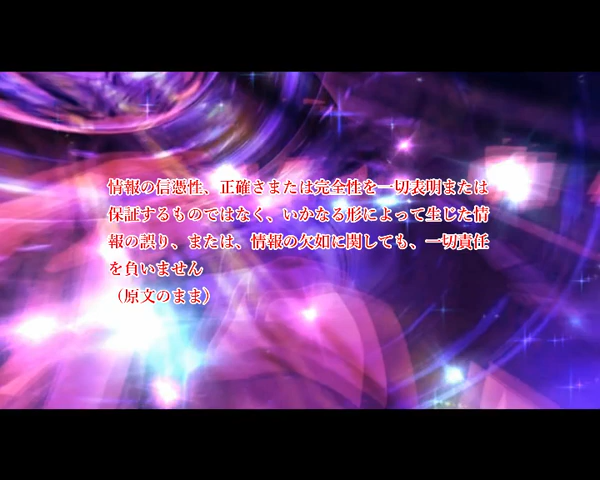 情報の信憑性、正確さまたは完全性を一切表明または
保証するものではなく、いかなる形によって生じた情
報の誤り、または、情報の欠如に関しても、一切責任
を負いません
（原文のまま）